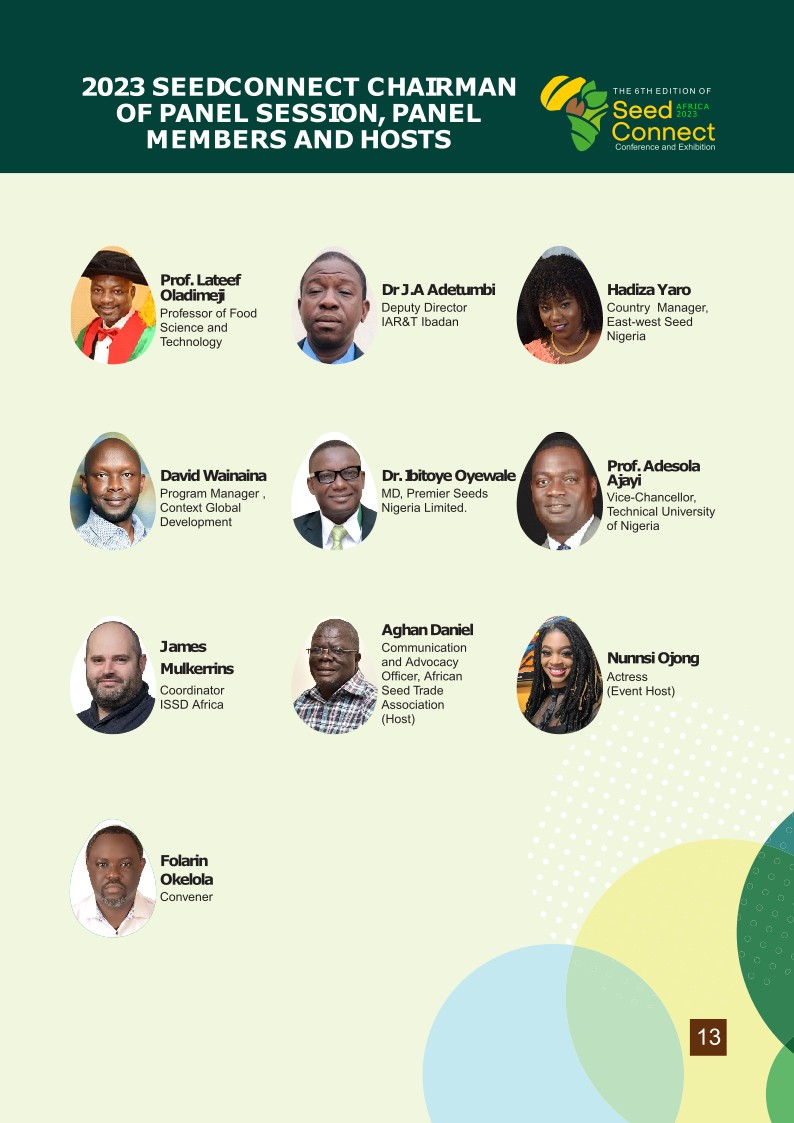 2023 SEEDCONNECT CHAIRMAN
OF PANEL SESSION, PANEL
MEMBERS AND HOSTS
THE 6TH EDITION OF
Seed
AFRICA
2023
Connect
Conference and Exhibition
Prof. Lateef
Oladimeji
Professor of Food
Science and
Technology
Dr J.A Adetumbi
Deputy Director
IAR&T Ibadan
Hadiza Yaro
Country Manager,
East-west Seed
Nigeria
David Wainaina
Program Manager ,
Context Global
Development
Dr. Ibitoye Oyewale
MD, Premier Seeds
Nigeria Limited.
Prof. Adesola
Ajayi
Vice-Chancellor,
Technical University
of Nigeria
James
Mulkerrins
Coordinator
ISSD Africa
Aghan Daniel
Communication
and Advocacy
Officer, African
Seed Trade
Association
(Host)
Nunnsi Ojong
Actress
(Event Host)
Folarin
Okelola
Convener
13